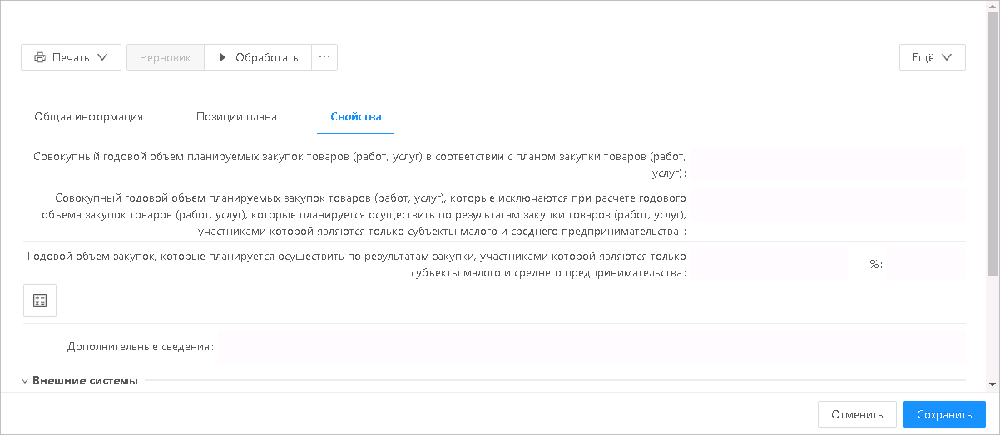 Печать
Черновик
Обработать
...
Ещё
Общая информация
Позиции плана
Свойства
Совокупный годовой объем планируемых закупок товаров (работ, услуг) в соответствии с планом закупки товаров (работ,
услуг):
Совокупный годовой объем планируемых закупок товаров (работ, услуг), которые исключаются при расчете годового
объема закупок товаров (работ, услуг), которые планируется осуществить по результатам закупки товаров (работ, услуг),
участниками которой являются только субъекты малого и среднего предпринимательства :
Годовой объем закупок, которые планируется осуществить по результатам закупки, участниками которой являются только
субъекты малого и среднего предпринимательства:
%:
Дополнительные сведения:
Внешние системы
Отменить
Сохранить